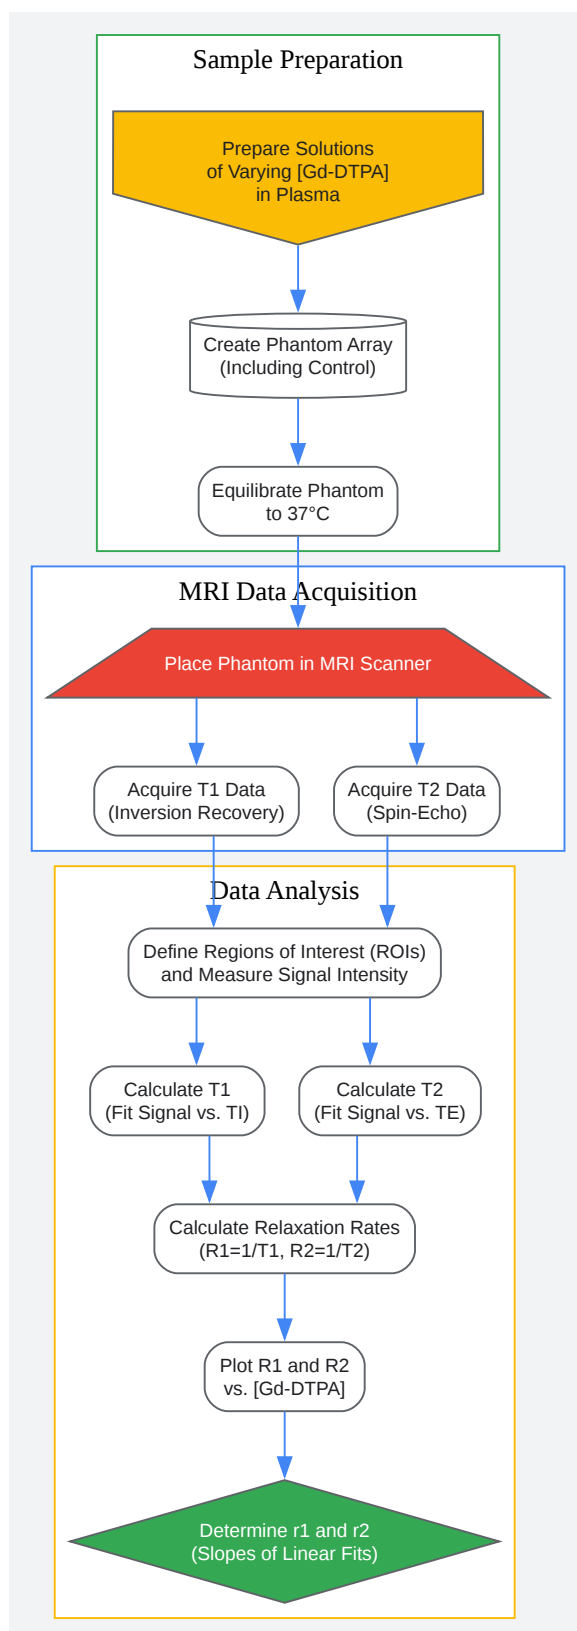 Sample Preparation
Prepare Solutions
of Varying [Gd-DTPA]
in Plasma
Create Phantom Array
(Including Control)
Equilibrate Phantom
to 37°C
MRI Data Acquisition
Place Phantom in MRI Scanner
Acquire T1 Data
(Inversion Recovery)
Acquire T2 Data
(Spin-Echo)
Data Analysis
Define Regions of Interest (ROIs)
and Measure Signal Intensity
Calculate T1
(Fit Signal vs. TI)
Calculate T2
(Fit Signal vs. TE)
Calculate Relaxation Rates
(R1=1/T1, R2=1/T2)
Plot R1 and R2
vs. [Gd-DTPA]
Determine r1 and r2
(Slopes of Linear Fits)